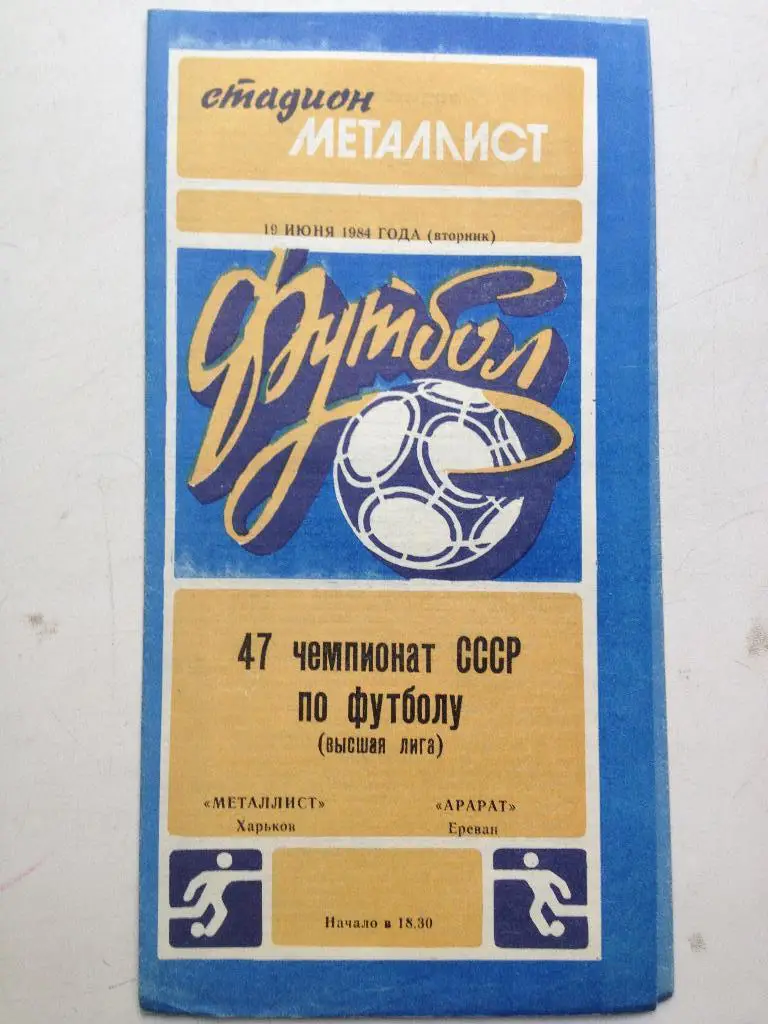 стадион
МЕТАЛЛИСТ
19 ИЮНЯ 1984 ГОДА (вторник)
Футбол
47 чемпионат СССР
по футболу
(высшая лига)
«МЕТАЛЛИСТ» «АРАРАТ»
Харьков Ереван
Начало в 18.30